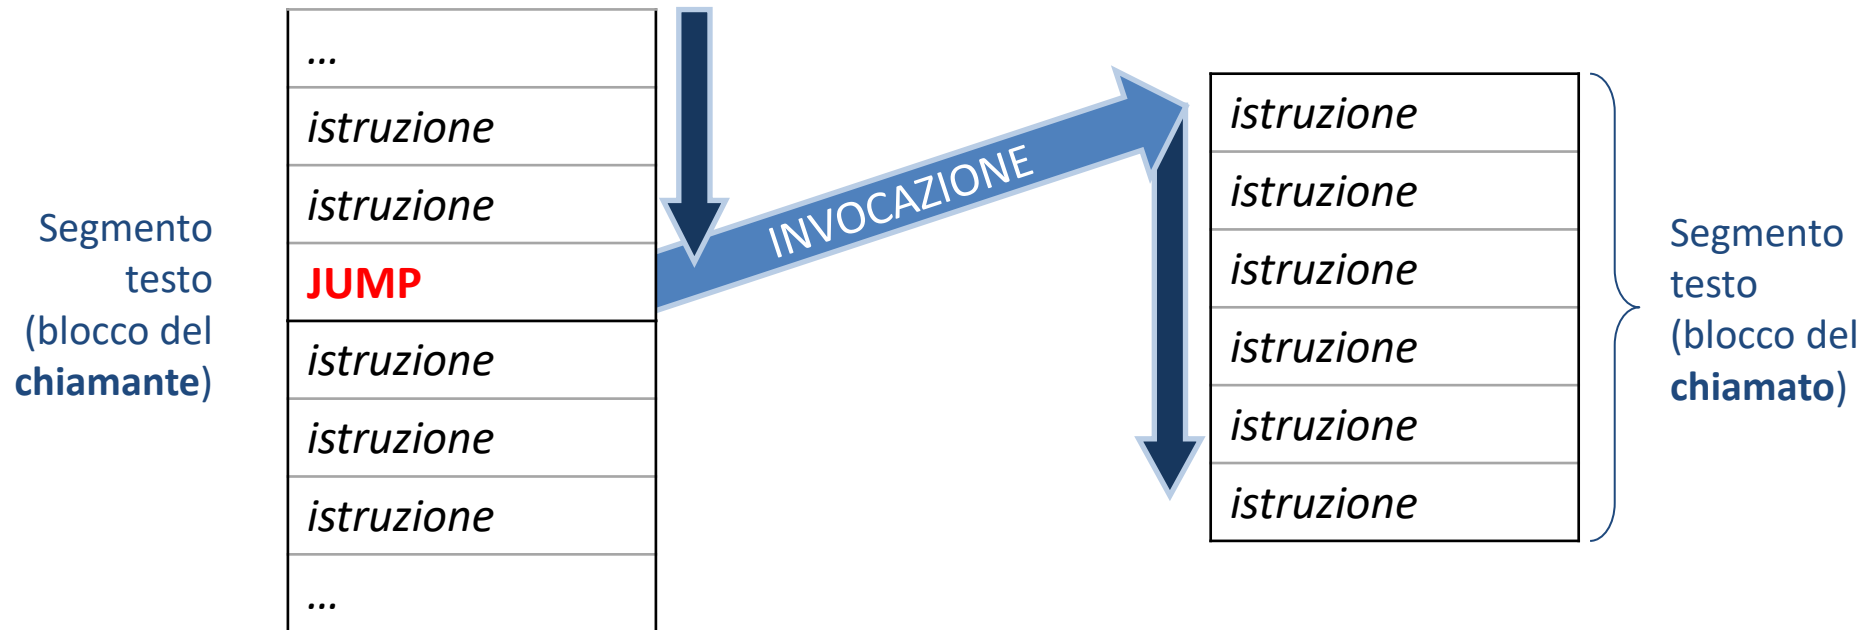 Segmento
testo
(blocco del
chiamante)
...
istruzione
istruzione
JUMP
istruzione
istruzione
istruzione
...
INVOCAZIONE
istruzione
istruzione
istruzione
istruzione
istruzione
istruzione
Segmento
testo
(blocco del
chiamato)